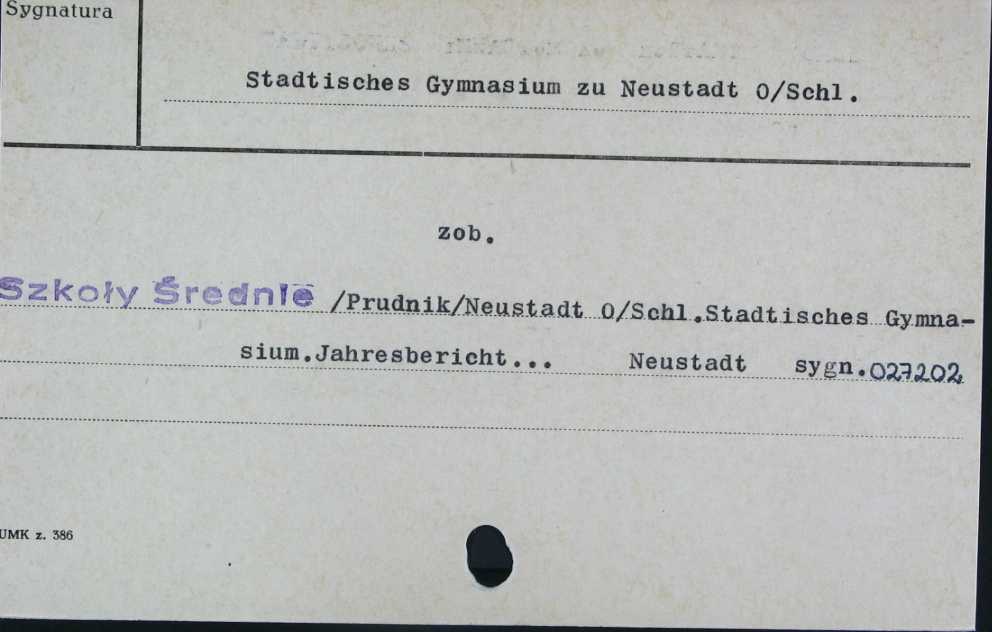 Sygnatura
Stadtisches Gymnasium zu Neustadt O/Schl.
zob.
Szkoły Średnie /Prudnik/Neustadt O/Schl.Stadtisches Gymna-
sium.Jahresbericht... Neustadt sygn.027202
UMK z. 386